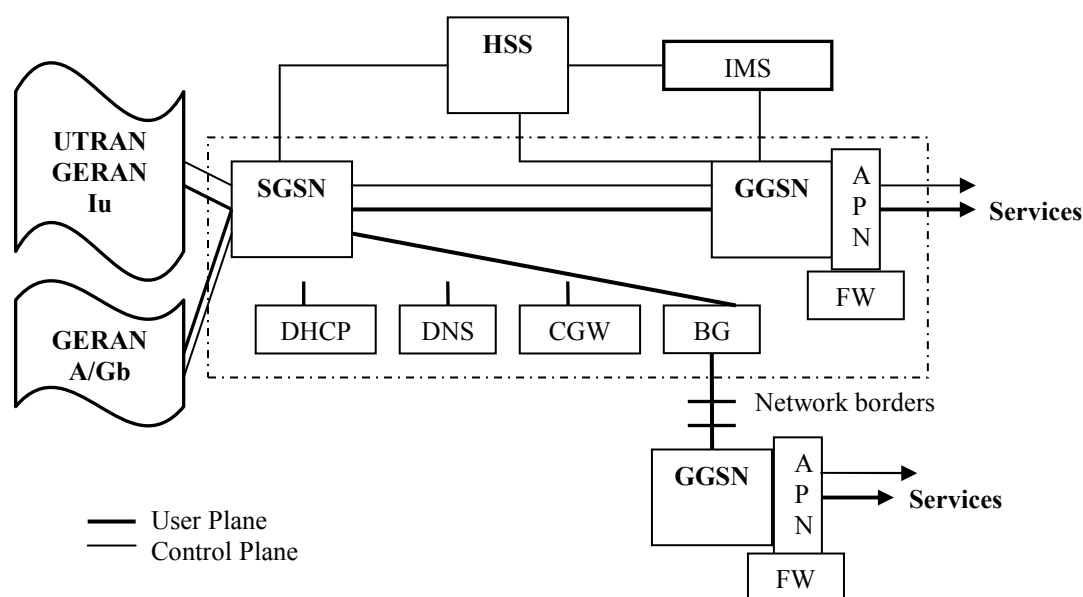 HSS
IMS
UTRAN
GERAN
Iu
SGSN
GGSN
A
P
N
Services
FW
GERAN
A/Gb
DHCP
DNS
CGW
BG
Network borders
GGSN
A
P
N
Services
FW
User Plane
Control Plane